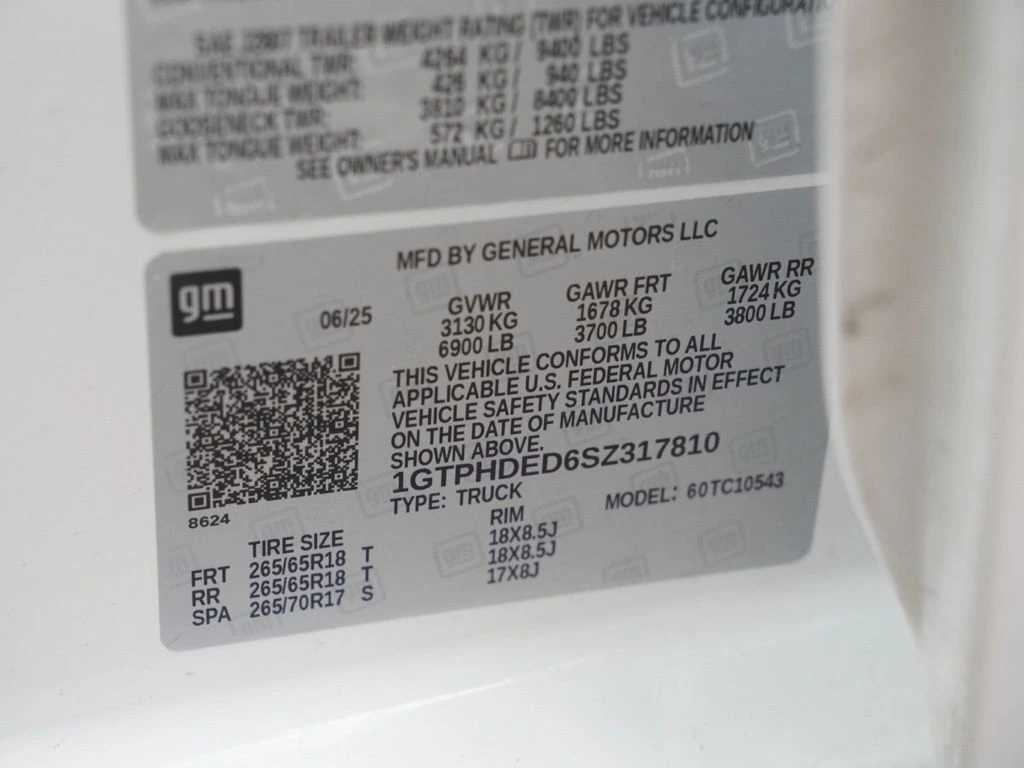 SAE J2807 TRAILER WEIGHT RATING (TWR) FOR VEHICLE CONFIGURATI
CONVENTIONAL TWR: 4264 KG / 9400 LBS
MAX TONGUE WEIGHT: 426 KG / 940 LBS
GOOSENECK TWR: 3810 KG / 8400 LBS
MAX TONGUE WEIGHT: 572 KG / 1260 LBS
SEE OWNER'S MANUAL FOR MORE INFORMATION
gm
MFD BY GENERAL MOTORS LLC
06/25
GVWR GAWR FRT GAWR RR
3130 KG 1678 KG 1724 KG
6900 LB 3700 LB 3800 LB
THIS VEHICLE CONFORMS TO ALL
APPLICABLE U.S. FEDERAL MOTOR
VEHICLE SAFETY STANDARDS IN EFFECT
ON THE DATE OF MANUFACTURE
SHOWN ABOVE.
1GTPHDED6SZ317810
TYPE: TRUCK MODEL: 60TC10543
8624
TIRE SIZE RIM
FRT 265/65R18 T 18X8.5J
RR 265/65R18 T 18X8.5J
SPA 265/70R17 S 17X8J